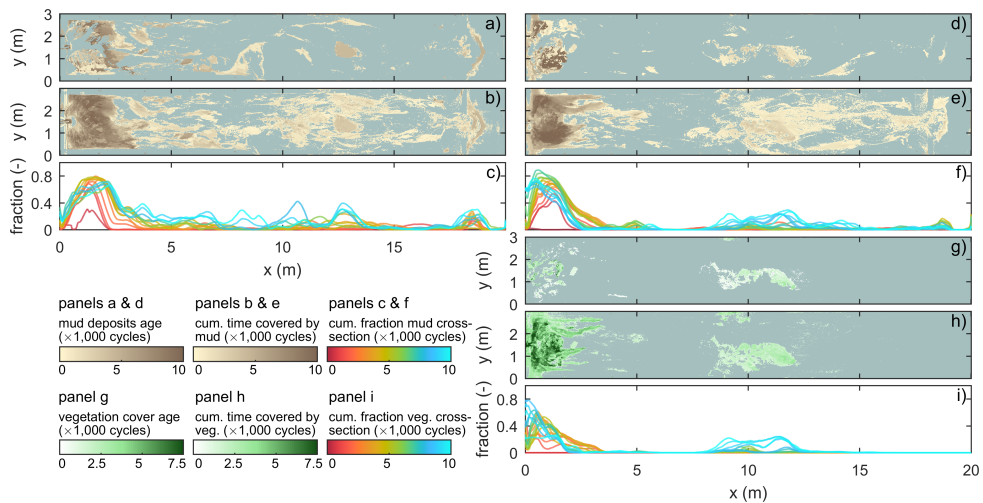 3
2
1
0
y (m)
a)
d)
2
1
0
y (m)
b)
e)
0.8
0.4
0
fraction (-)
c)
f)
0
5
10
15
x (m)
3
2
1
0
y (m)
g)
2
1
0
y (m)
h)
0.8
0.4
0
fraction (-)
i)
0
5
10
15
20
x (m)
panels a & d
mud deposits age
(×1,000 cycles)
0
5
10
panels b & e
cum. time covered by
mud (×1,000 cycles)
0
5
10
panels c & f
cum. fraction mud cross-
section (×1,000 cycles)
0
5
10
panel g
vegetation cover age
(×1,000 cycles)
0
2.5
5
7.5
panel h
cum. time covered by
veg. (×1,000 cycles)
0
2.5
5
7.5
panel i
cum. fraction veg. cross-
section (×1,000 cycles)
0
5
10